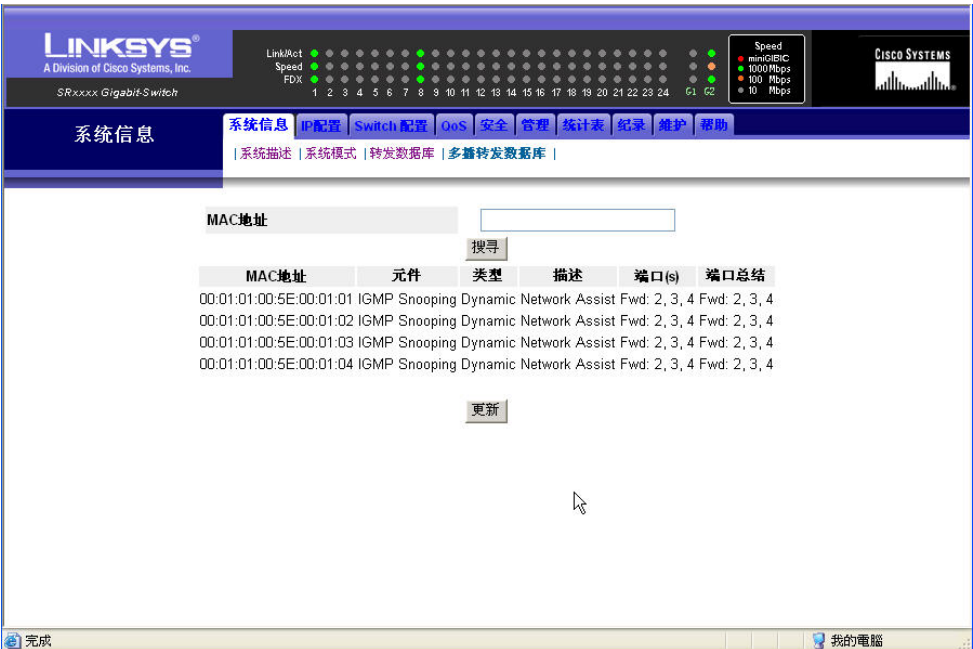 LINKSYS®
A Division of Cisco Systems, Inc.
SRxxxx Gigabit-Switch
Link/Act
Speed
FDX
1 2 3 4 5 6 7 8 9 10 11 12 13 14 15 16 17 18 19 20 21 22 23 24 G1 G2
Speed
miniGIBIC
1000Mbps
100 Mbps
10 Mbps
CISCO SYSTEMS
系统信息
系统信息 IP配置 Switch 配置 QoS 安全 管理 统计表 纪录 维护 帮助
|系统描述 |系统模式 |转发数据库 |多播转发数据库 |
MAC地址
搜寻
MAC地址 元件 类型 描述 端口(s) 端口总结
00:01:01:00:5E:00:01:01 IGMP Snooping Dynamic Network Assist Fwd: 2, 3, 4 Fwd: 2, 3, 4
00:01:01:00:5E:00:01:02 IGMP Snooping Dynamic Network Assist Fwd: 2, 3, 4 Fwd: 2, 3, 4
00:01:01:00:5E:00:01:03 IGMP Snooping Dynamic Network Assist Fwd: 2, 3, 4 Fwd: 2, 3, 4
00:01:01:00:5E:00:01:04 IGMP Snooping Dynamic Network Assist Fwd: 2, 3, 4 Fwd: 2, 3, 4
更新
完成
我的電腦